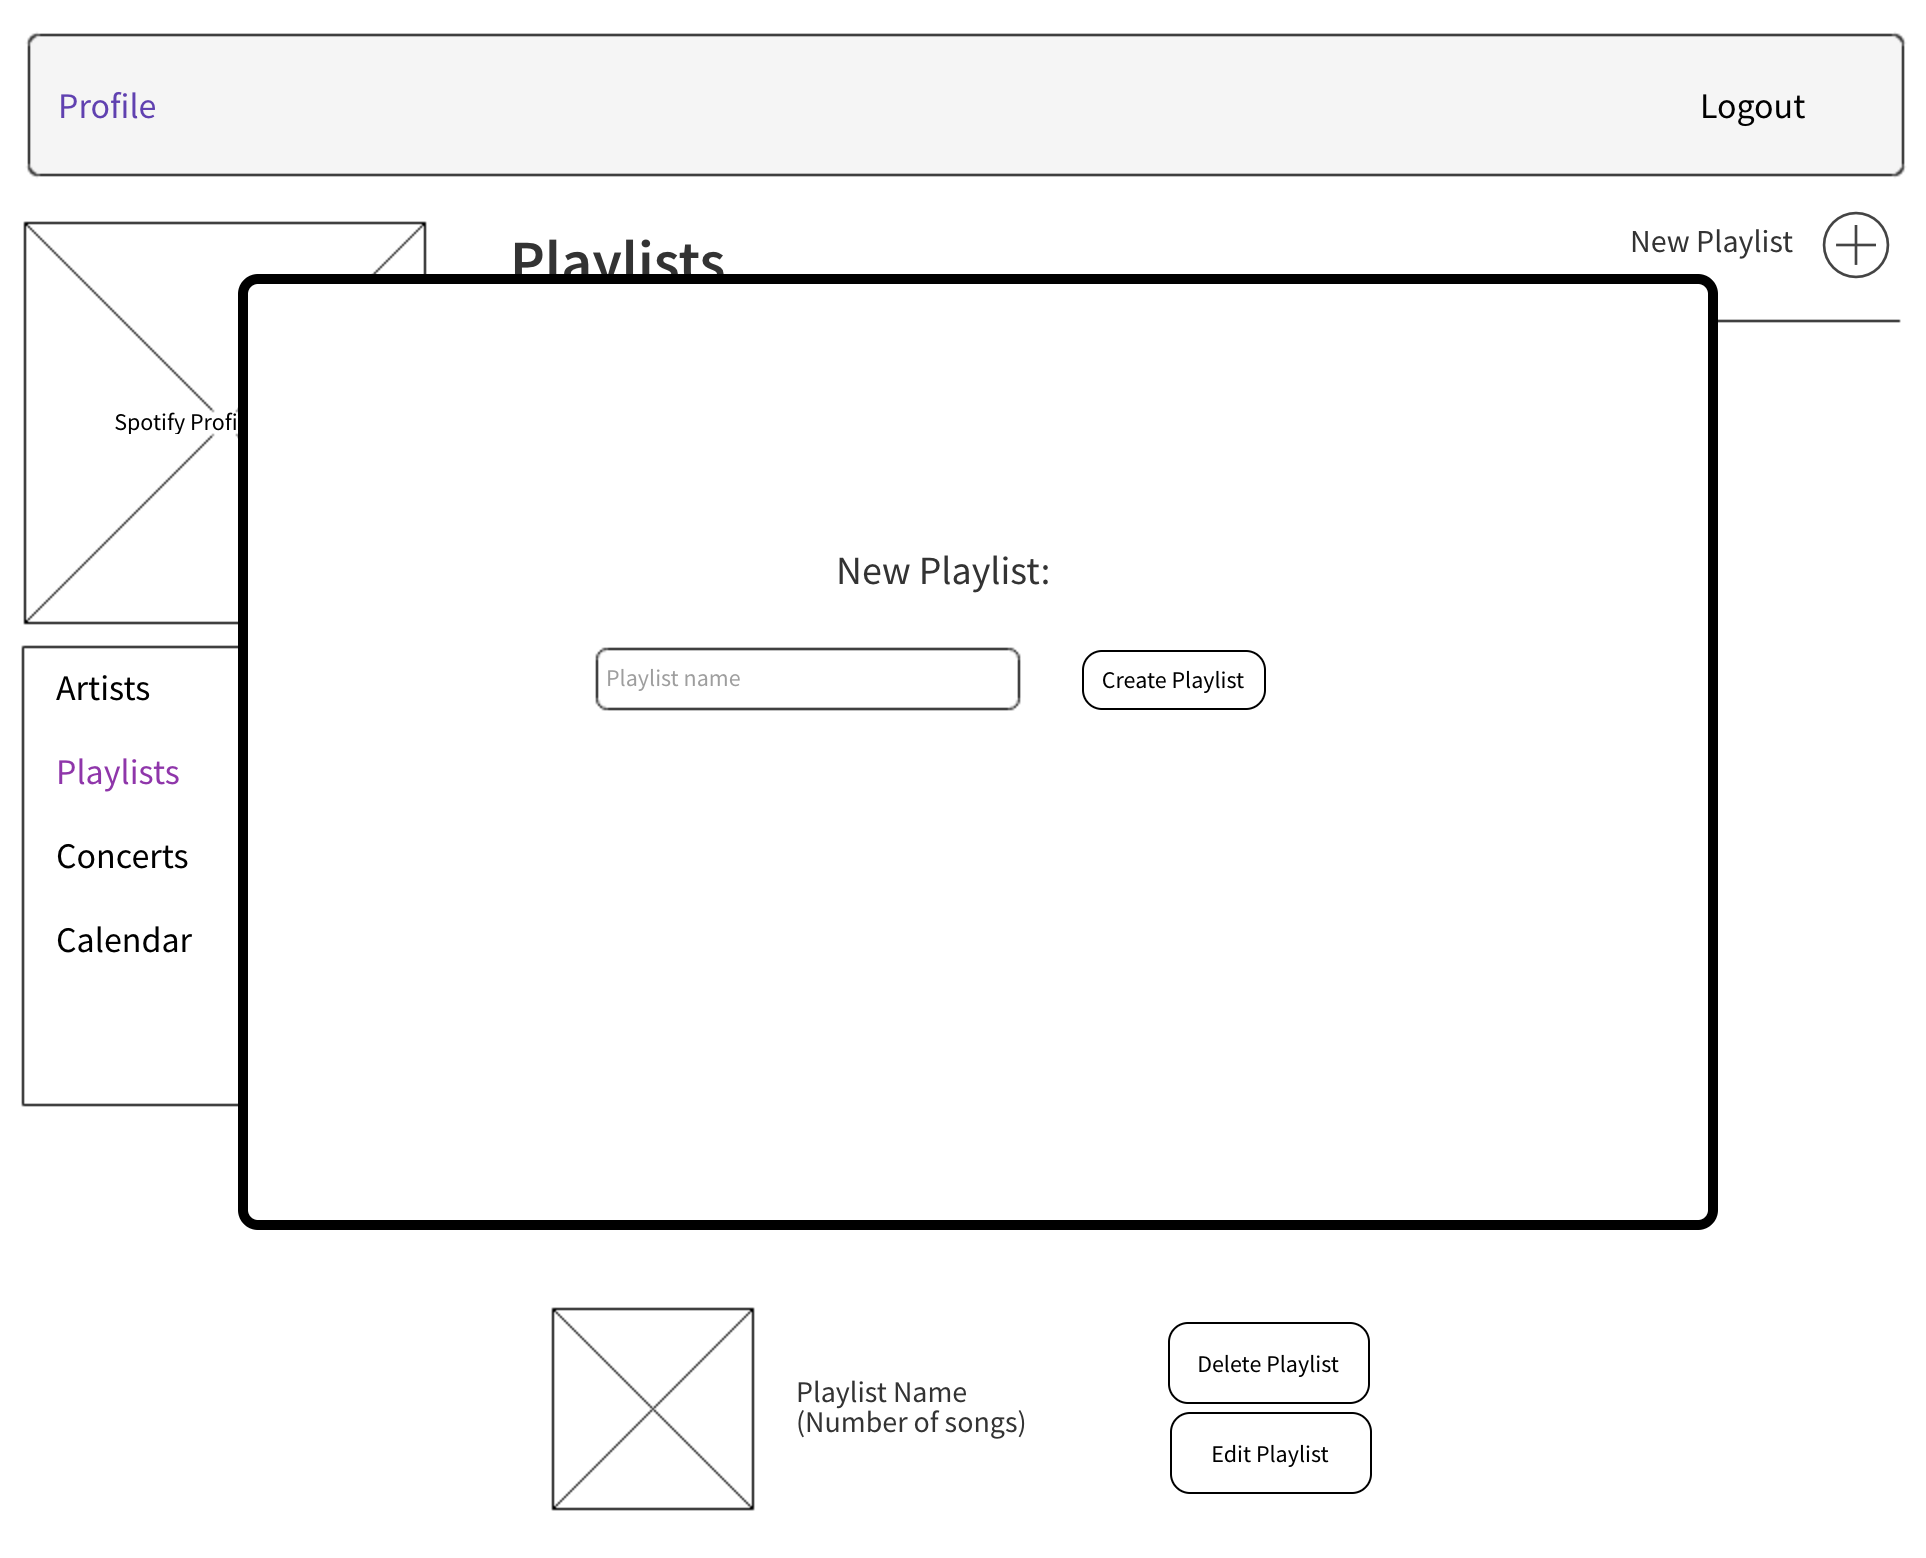 Profile
Logout
Playlists
New Playlist
Spotify
New Playlist:
Playlist name
Create Playlist
Artists
Playlists
Concerts
Calendar
Playlist Name
(Number of songs)
Delete Playlist
Edit Playlist